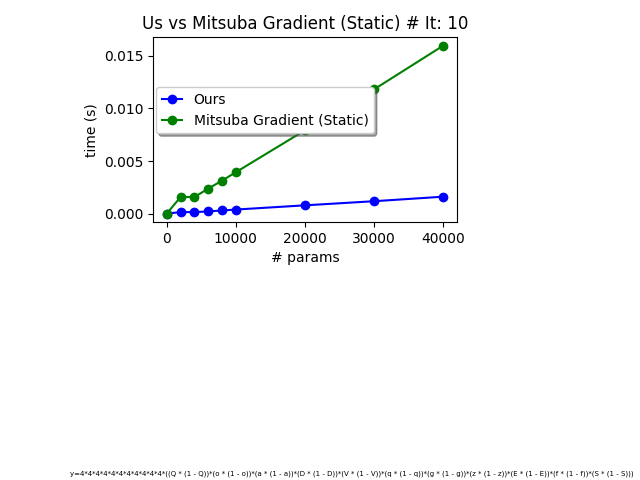 Us vs Mitsuba Gradient (Static) # It: 10
0.015
0.010
0.005
0.000
time (s)
Ours
Mitsuba Gradient (Static)
0 10000 20000 30000 40000
# params
y=4*4*4*4*4*4*4*4*4*4*4*((Q * (1 - Q))*(o * (1 - o))*(a * (1 - a))*(D * (1 - D))*(V * (1 - V))*(q * (1 - q))*(g * (1 - g))*(z * (1 - z))*(E * (1 - E))*(f * (1 - f))*(S * (1 - S)))